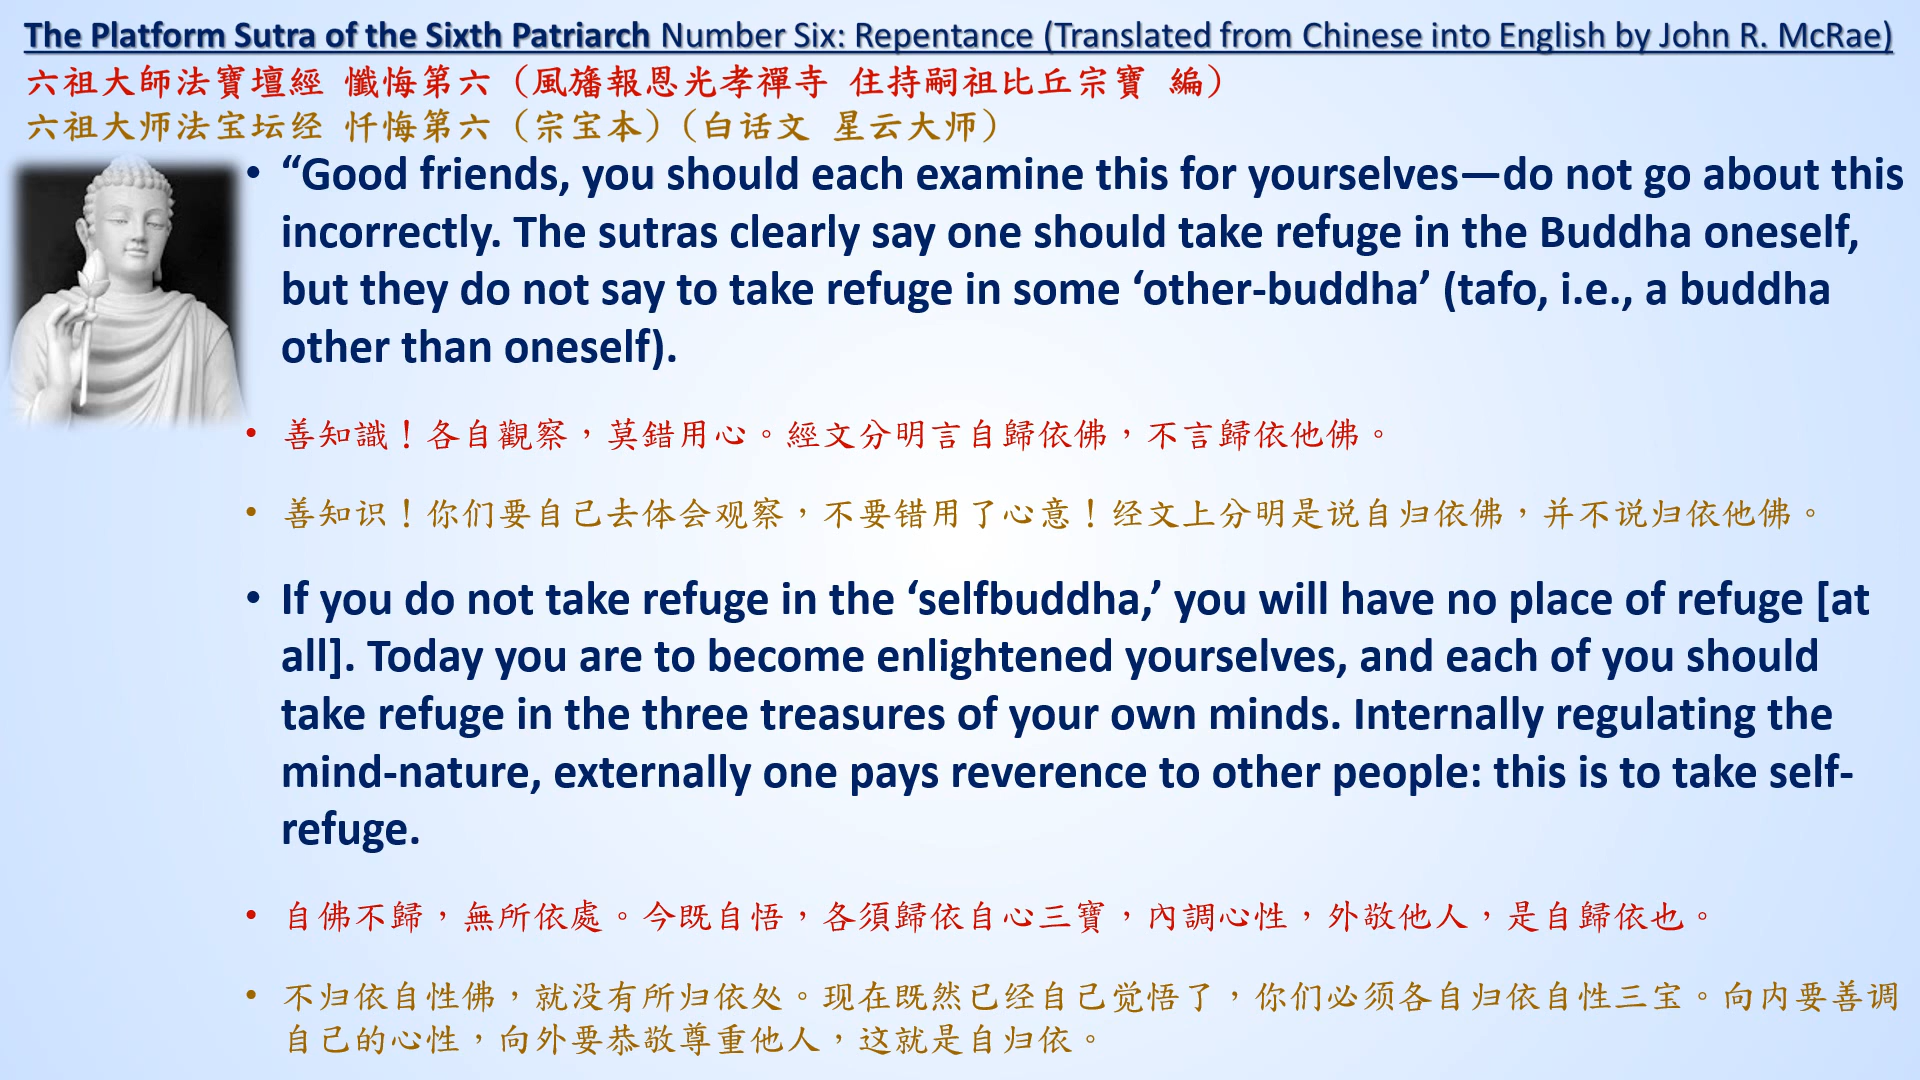 The Platform Sutra of the Sixth Patriarch Number Six: Repentance (Translated from Chinese into English by John R. McRae)
六祖大師法寶壇經 懺悔第六（風旛報恩光孝禪寺 住持嗣祖比丘宗寶 編）
六祖大师法宝坛经 忏悔第六（宗宝本）（白话文 星云大师）
• “Good friends, you should each examine this for yourselves—do not go about this
incorrectly. The sutras clearly say one should take refuge in the Buddha oneself,
but they do not say to take refuge in some ‘other-buddha’ (tafo, i.e., a buddha
other than oneself).
• 善知識！各自觀察，莫錯用心。經文分明言自歸依佛，不言歸依他佛。
• 善知识！你们要自己去体会观察，不要错用了心意！经文上分明是说自归依佛，并不说归依他佛。
• If you do not take refuge in the ‘selfbuddha,’ you will have no place of refuge [at
all]. Today you are to become enlightened yourselves, and each of you should
take refuge in the three treasures of your own minds. Internally regulating the
mind-nature, externally one pays reverence to other people: this is to take self-
refuge.
• 自佛不歸，無所依處。今既自悟，各須歸依自心三寶，內調心性，外敬他人，是自歸依也。
• 不归依自性佛，就没有所归依处。现在既然已经自己觉悟了，你们必须各自归依自性三宝。向内要善调
自己的心性，向外要恭敬尊重他人，这就是自归依。